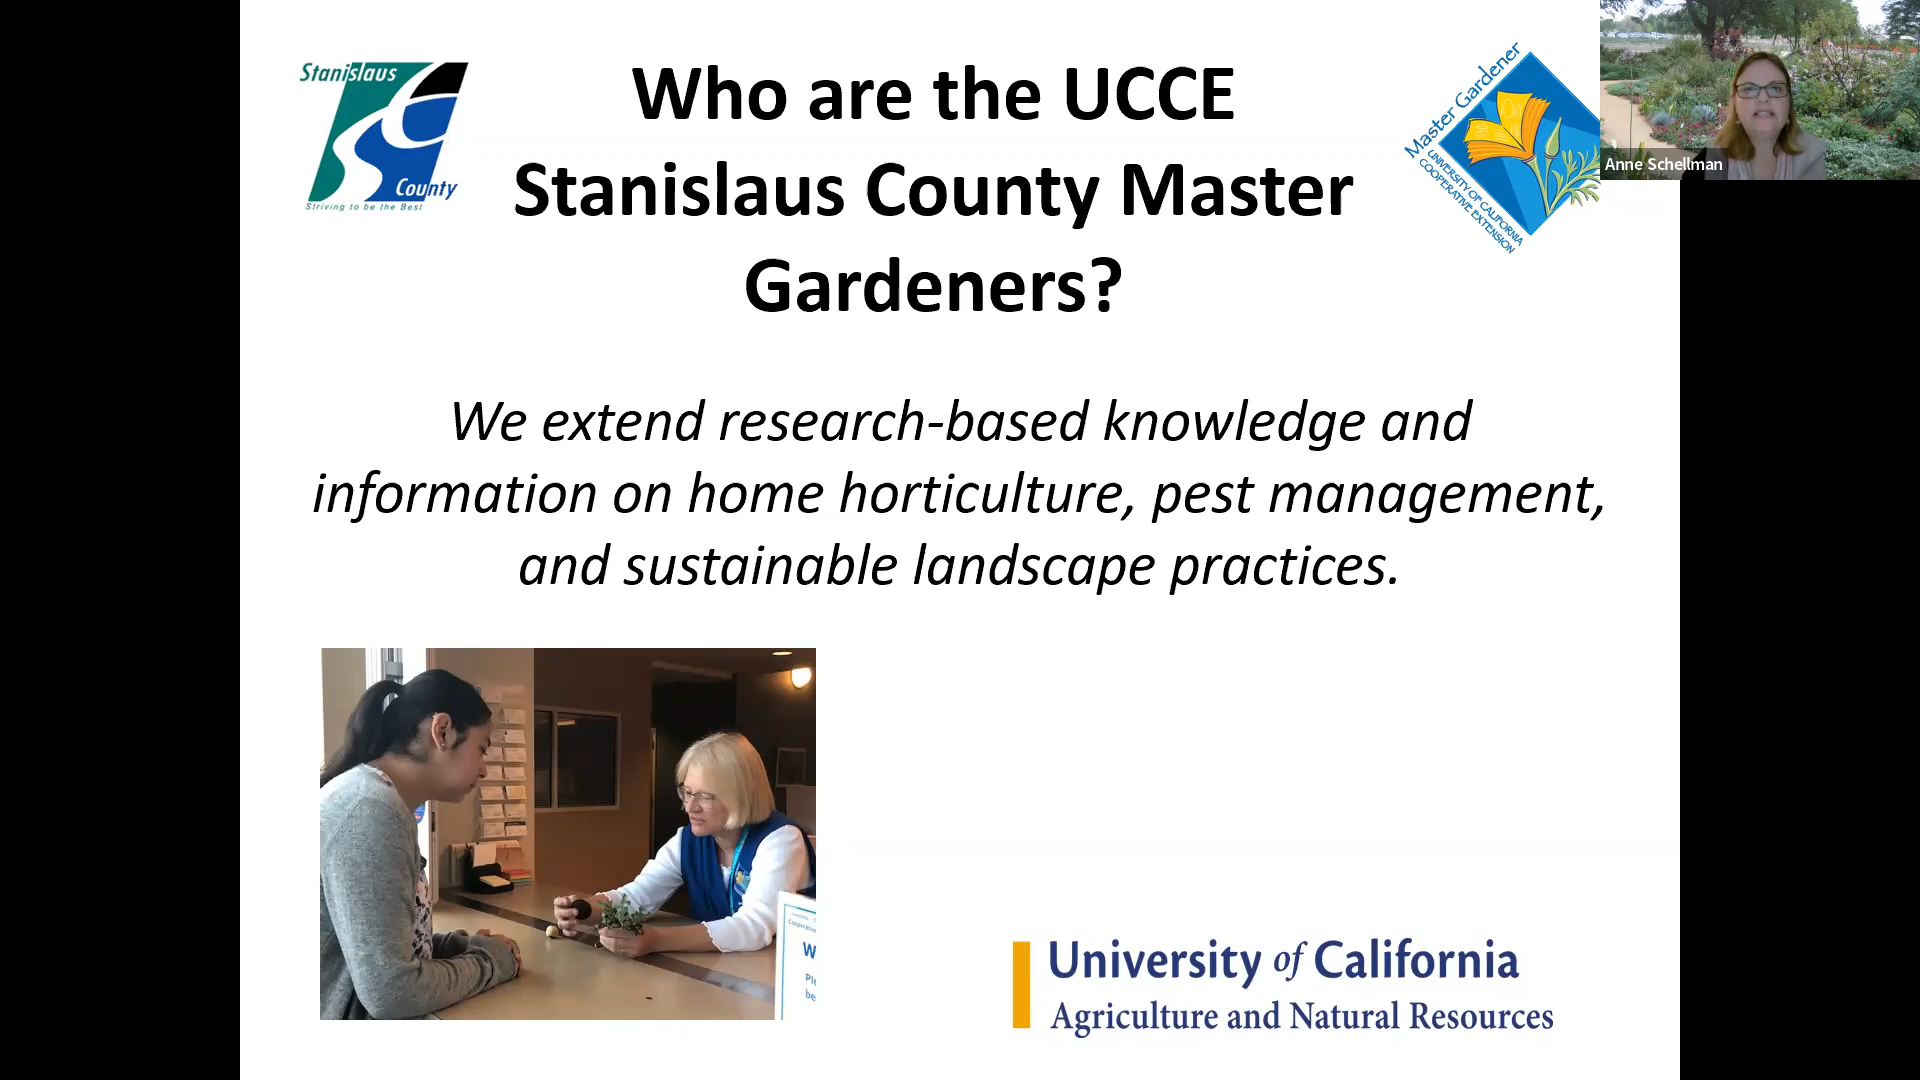 Stanislaus
County
Striving to be the Best
Who are the UCCE
Stanislaus County Master
Gardeners?
Master Gardener
UNIVERSITY OF CALIFORNIA
COOPERATIVE EXTENSION
Anne Schellman
We extend research-based knowledge and
information on home horticulture, pest management,
and sustainable landscape practices.
University of California
Agriculture and Natural Resources